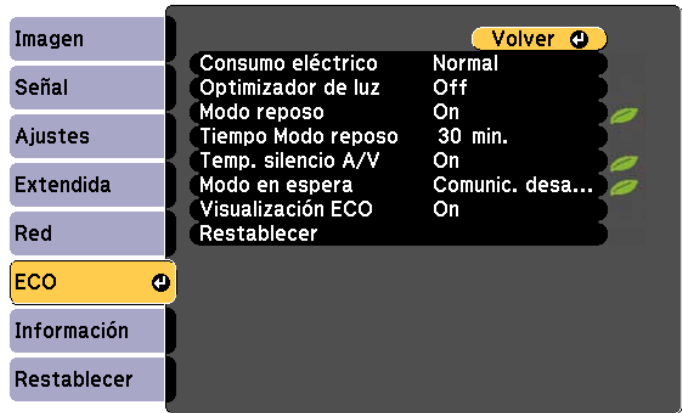 Imagen
Señal
Ajustes
Extendida
Red
ECO
Información
Restablecer
Volver
Consumo eléctrico Normal
Optimizador de luz Off
Modo reposo On
Tiempo Modo reposo 30 min.
Temp. silencio A/V On
Modo en espera Comunic. desa...
Visualización ECO On
Restablecer